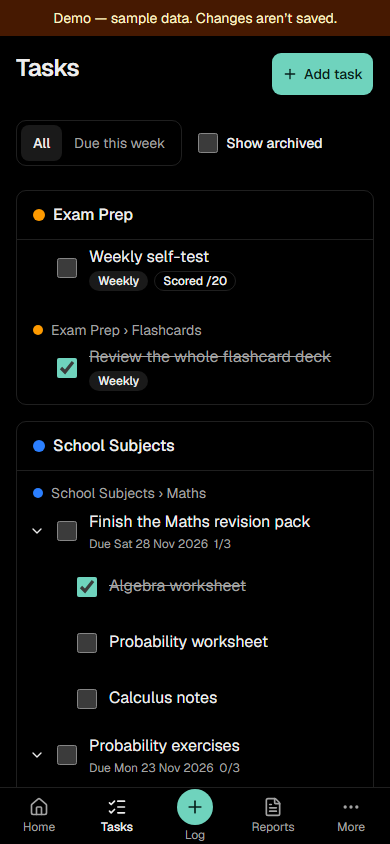 Demo — sample data. Changes aren't saved.
Tasks
Add task
All
Due this week
Show archived
Exam Prep
Weekly self-test
Weekly
Scored /20
Exam Prep › Flashcards
Review the whole flashcard deck
Weekly
School Subjects
School Subjects › Maths
Finish the Maths revision pack
Due Sat 28 Nov 2026 1/3
Algebra worksheet
Probability worksheet
Calculus notes
Probability exercises
Due Mon 23 Nov 2026 0/3
Home
Tasks
Log
Reports
More